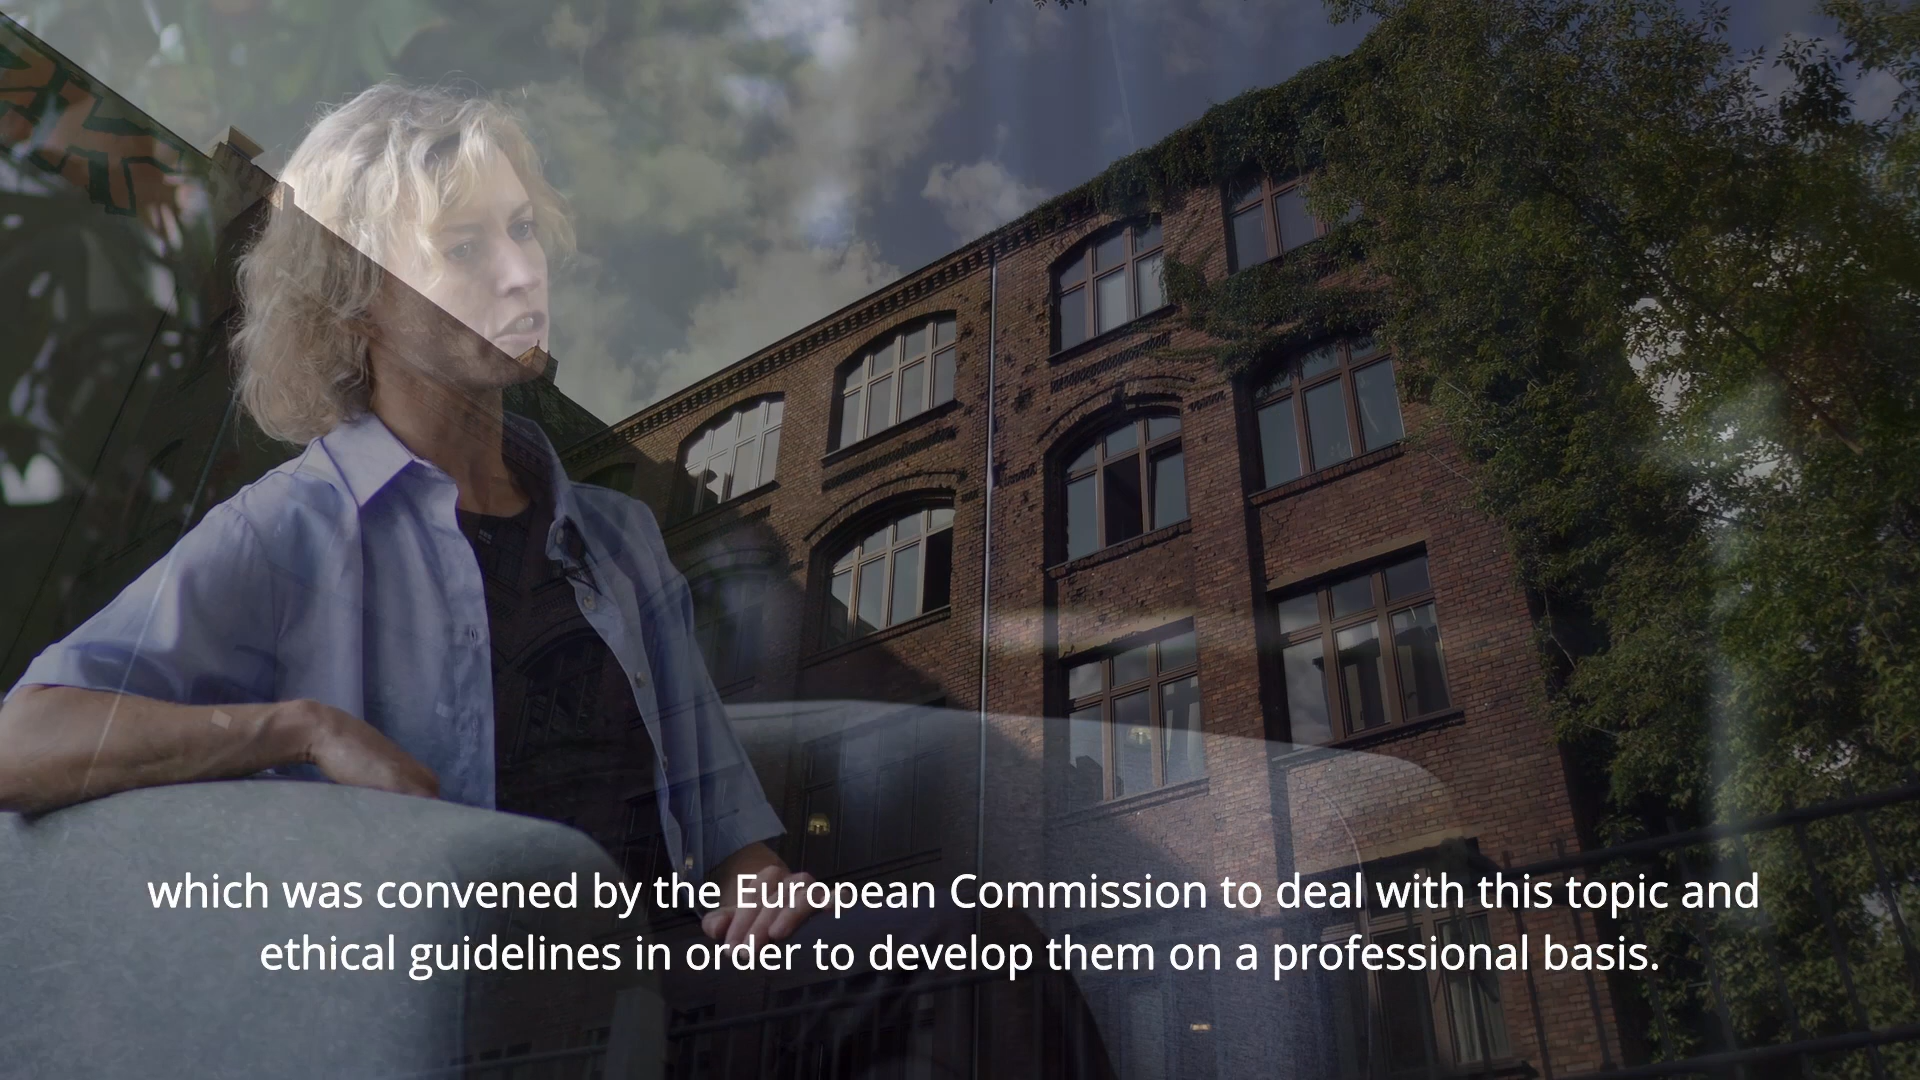 which was convened by the European Commission to deal with this topic and
ethical guidelines in order to develop them on a professional basis.